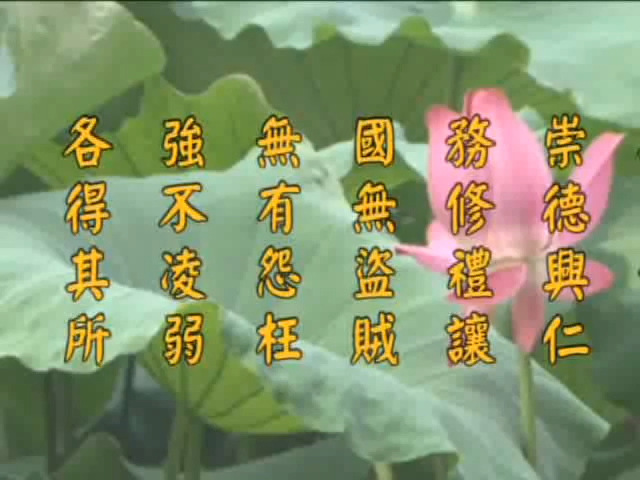 崇德興仁
務修禮讓
國無盜賊
無有怨枉
強不凌弱
各得其所